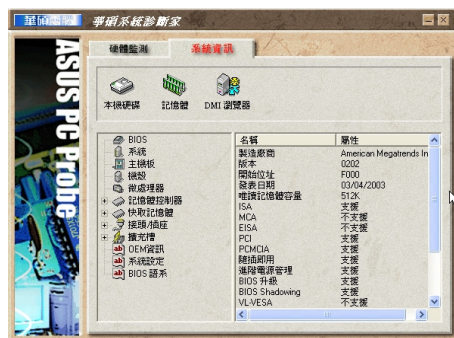 華碩電腦
華碩系統診斷家
ASUS PC Probe
硬體監測
系統資訊
本機硬碟
記憶體
DMI 瀏覽器
BIOS
系統
主機板
機殼
微處理器
記憶體控制器
快取記憶體
接頭/插座
擴充槽
OEM資訊
系統設定
BIOS 語系
名稱 屬性
製造廠商 American Megatrends In
版本 0202
開始位址 F000
發表日期 03/04/2003
唯讀記憶體容量 512K
ISA 支援
MCA 不支援
EISA 不支援
PCI 支援
PCMCIA 支援
隨插即用 支援
進階電源管理 支援
BIOS 升級 支援
BIOS Shadowing 支援
VL-VESA 不支援